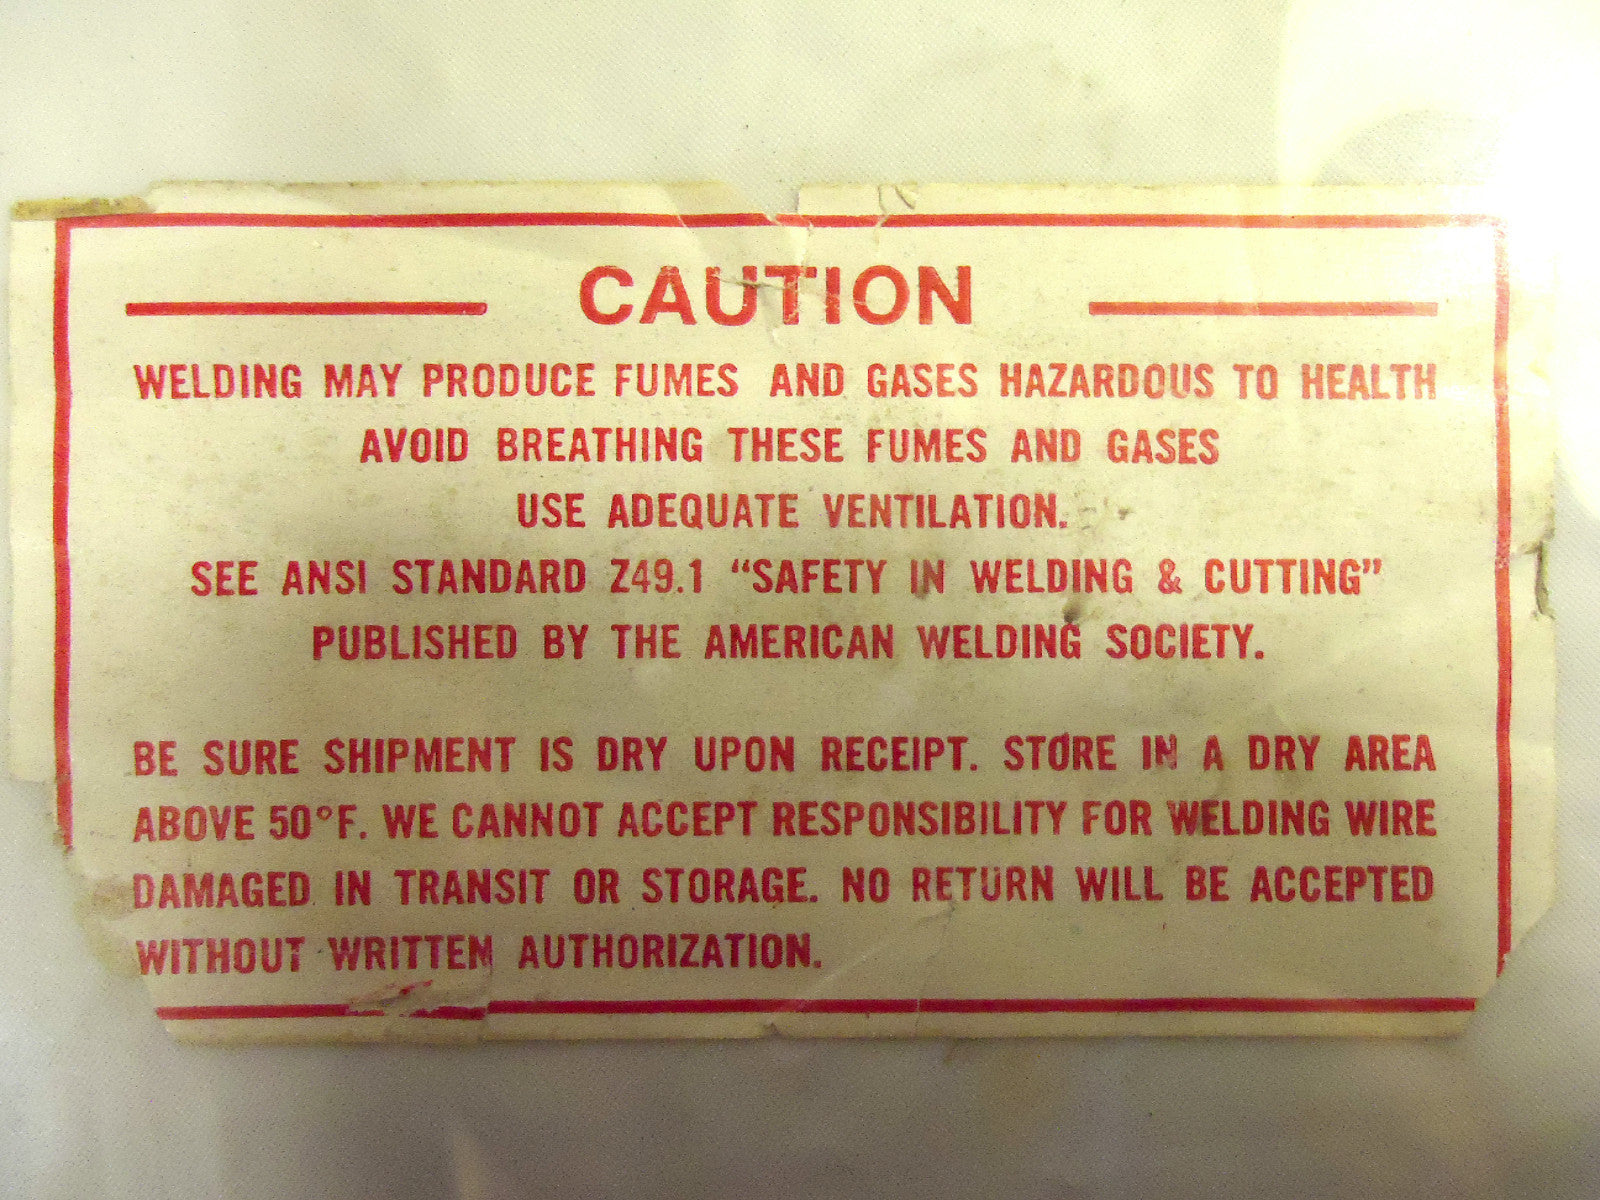 CAUTION
WELDING MAY PRODUCE FUMES AND GASES HAZARDOUS TO HEALTH
AVOID BREATHING THESE FUMES AND GASES
USE ADEQUATE VENTILATION.
SEE ANSI STANDARD Z49.1 “SAFETY IN WELDING & CUTTING”
PUBLISHED BY THE AMERICAN WELDING SOCIETY.
BE SURE SHIPMENT IS DRY UPON RECEIPT. STORE IN A DRY AREA
ABOVE 50°F. WE CANNOT ACCEPT RESPONSIBILITY FOR WELDING WIRE
DAMAGED IN TRANSIT OR STORAGE. NO RETURN WILL BE ACCEPTED
WITHOUT WRITTEN AUTHORIZATION.